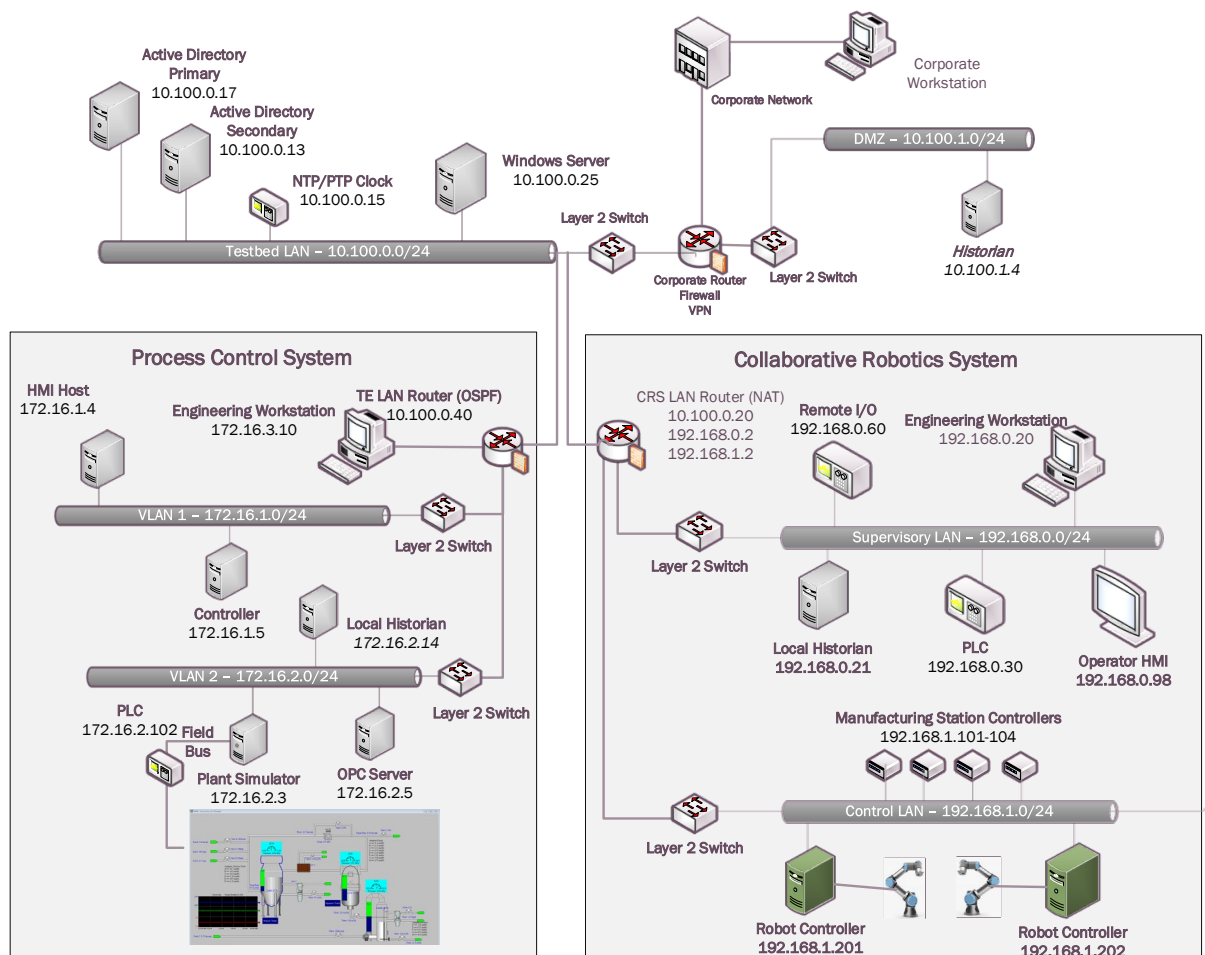 Active Directory
Primary
10.100.0.17
Active Directory
Secondary
10.100.0.13
NTP/PTP Clock
10.100.0.15
Windows Server
10.100.0.25
Testbed LAN – 10.100.0.0/24
Corporate Network
Corporate
Workstation
DMZ – 10.100.1.0/24
Historian
10.100.1.4
Layer 2 Switch
Corporate Router
Firewall
VPN
Layer 2 Switch
Process Control System
HMI Host
172.16.1.4
Engineering Workstation
172.16.3.10
TE LAN Router (OSPF)
10.100.0.40
VLAN 1 – 172.16.1.0/24
Layer 2 Switch
Controller
172.16.1.5
Local Historian
172.16.2.14
VLAN 2 – 172.16.2.0/24
Layer 2 Switch
PLC
172.16.2.102
Field
Bus
Plant Simulator
172.16.2.3
OPC Server
172.16.2.5
Collaborative Robotics System
CRS LAN Router (NAT)
10.100.0.20
192.168.0.2
192.168.1.2
Remote I/O
192.168.0.60
Engineering Workstation
192.168.0.20
Layer 2 Switch
Supervisory LAN – 192.168.0.0/24
Local Historian
192.168.0.21
PLC
192.168.0.30
Operator HMI
192.168.0.98
Manufacturing Station Controllers
192.168.1.101-104
Layer 2 Switch
Control LAN – 192.168.1.0/24
Robot Controller
192.168.1.201
Robot Controller
192.168.1.202